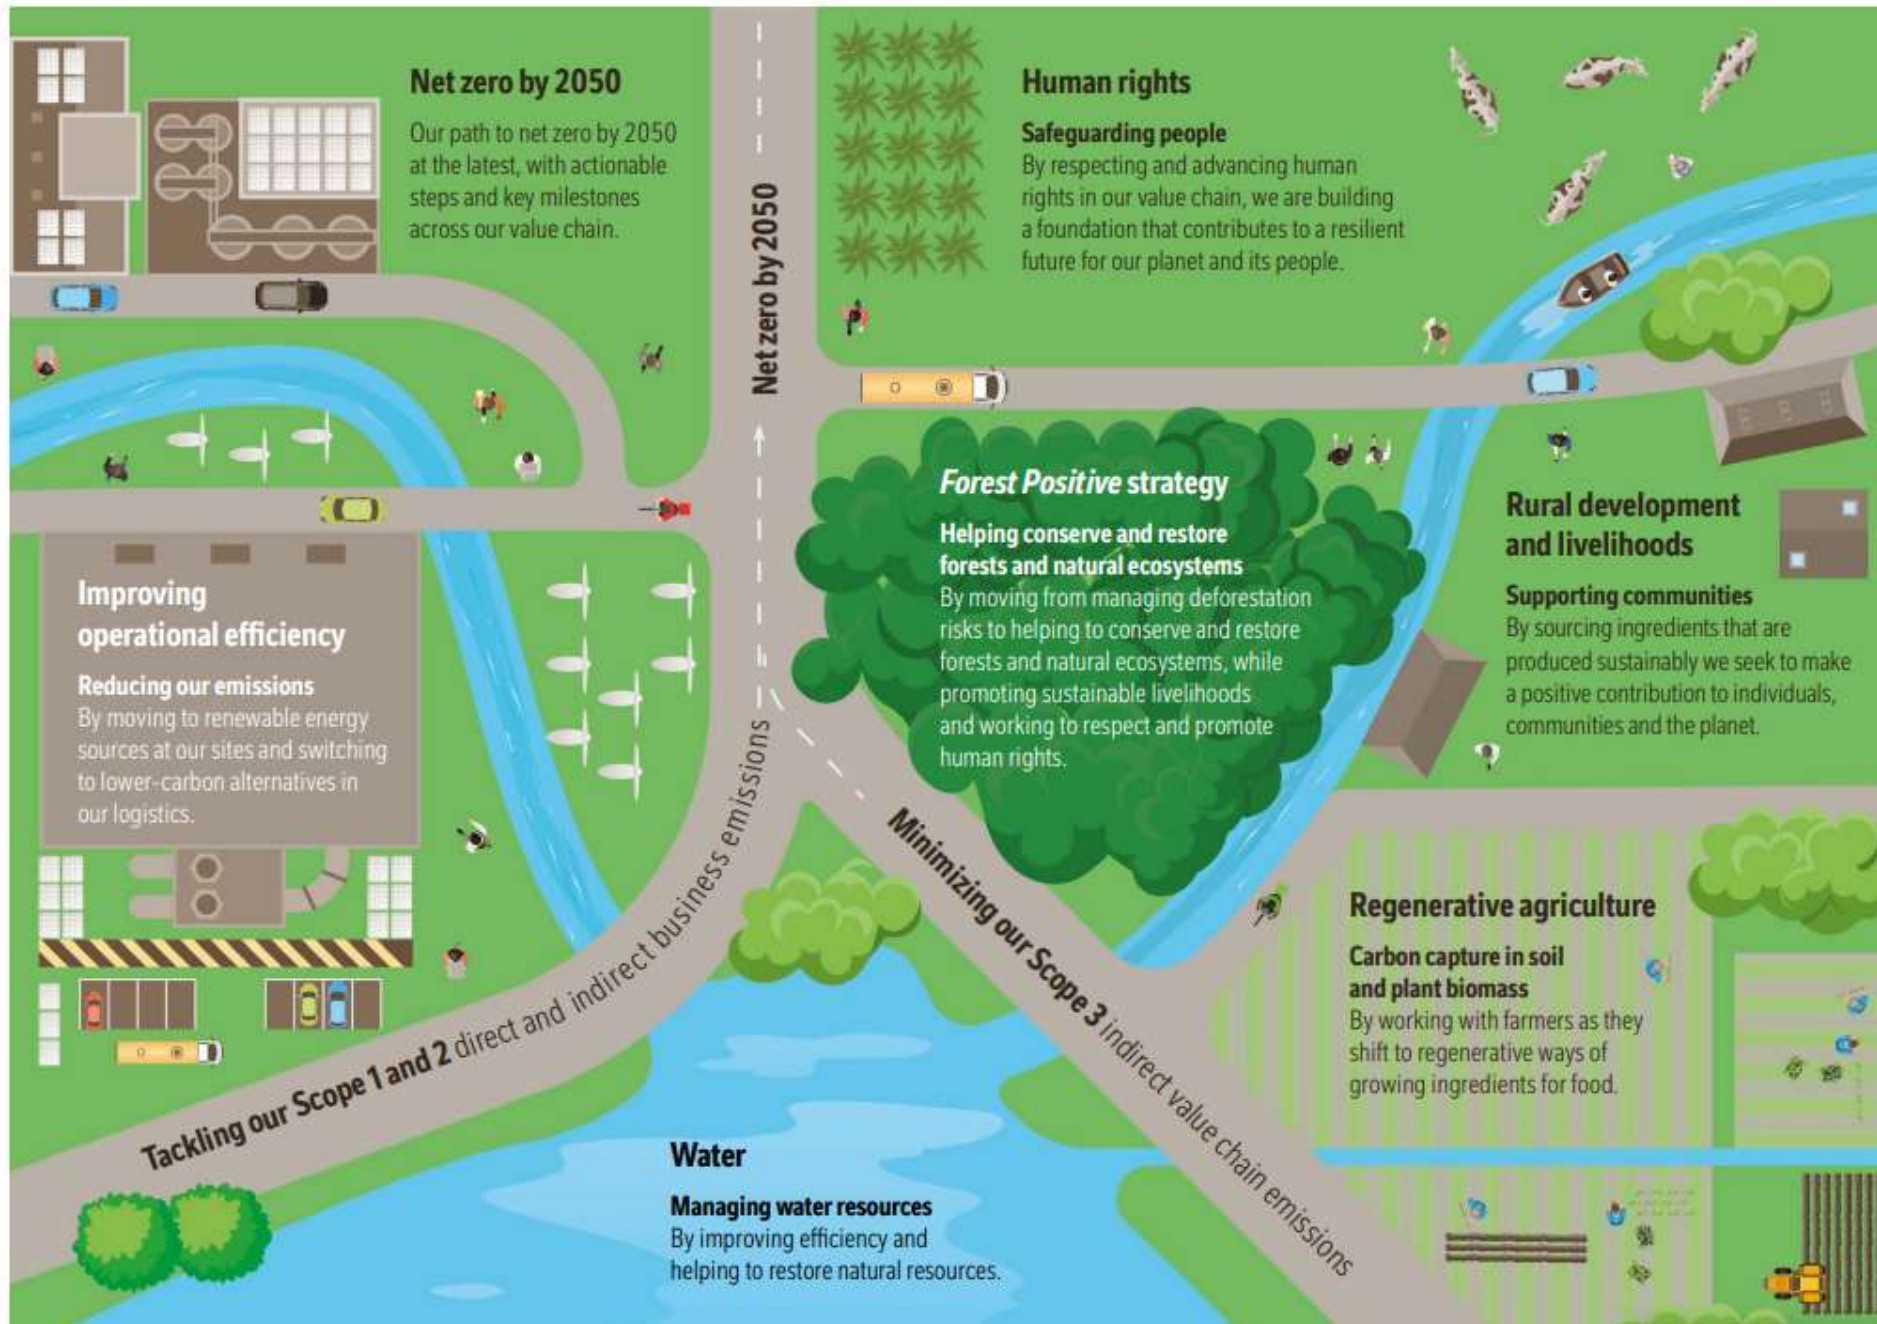 Net zero by 2050
Our path to net zero by 2050
at the latest, with actionable
steps and key milestones
across our value chain.
Net zero by 2050
Human rights
Safeguarding people
By respecting and advancing human
rights in our value chain, we are building
a foundation that contributes to a resilient
future for our planet and its people.
Forest Positive strategy
Helping conserve and restore
forests and natural ecosystems
By moving from managing deforestation
risks to helping to conserve and restore
forests and natural ecosystems, while
promoting sustainable livelihoods
and working to respect and promote
human rights.
Rural development
and livelihoods
Supporting communities
By sourcing ingredients that are
produced sustainably we seek to make
a positive contribution to individuals,
communities and the planet.
Improving
operational efficiency
Reducing our emissions
By moving to renewable energy
sources at our sites and switching
to lower-carbon alternatives in
our logistics.
Tackling our Scope 1 and 2 direct and indirect business emissions
Minimizing our Scope 3 indirect value chain emissions
Regenerative agriculture
Carbon capture in soil
and plant biomass
By working with farmers as they
shift to regenerative ways of
growing ingredients for food.
Water
Managing water resources
By improving efficiency and
helping to restore natural resources.